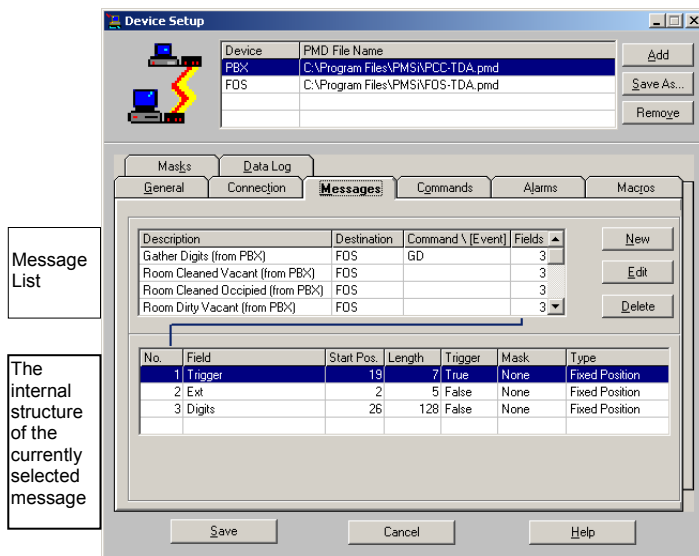 Device Setup
Device PMD File Name
PBX C:\Program Files\PMSi\PCC-TDA.pmd
FOS C:\Program Files\PMSi\FOS-TDA.pmd
Add
Save As...
Remove
Masks Data Log
General Connection Messages Commands Alarms Macros
Message
List
Description Destination Command \ [Event] Fields
Gather Digits (from PBX) FOS GD 3
Room Cleaned Vacant (from PBX) FOS 3
Room Cleaned Occipied (from PBX) FOS 3
Room Dirty Vacant (from PBX) FOS 3
New
Edit
Delete
The
internal
structure
of the
currently
selected
message
No. Field Start Pos. Length Trigger Mask Type
1 Trigger 19 7 True None Fixed Position
2 Ext 2 5 False None Fixed Position
3 Digits 26 128 False None Fixed Position
Save Cancel Help